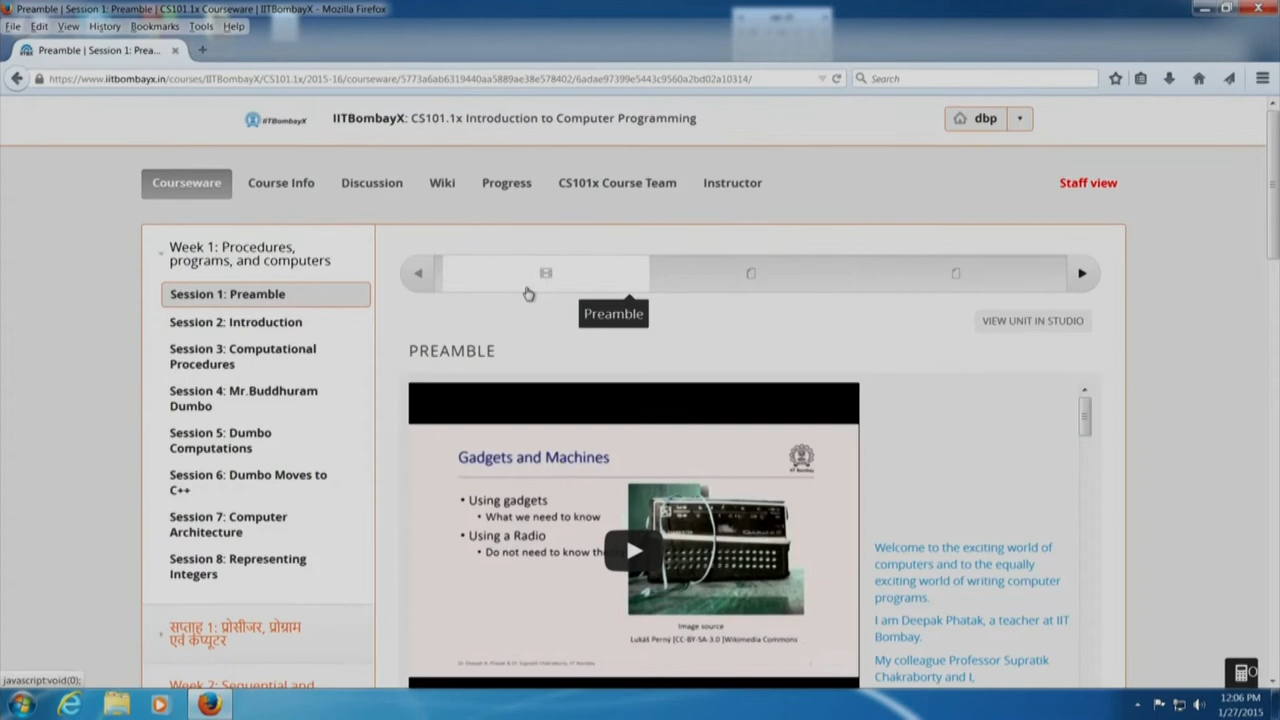 Preamble | Session 1: Preamble | CS101.1x Courseware | IITBombayX - Mozilla Firefox
File Edit View History Bookmarks Tools Help
Preamble | Session 1: Prea... × +
https://www.iitbombayx.in/courses/IITBombayX/CS101.1x/2015-16/courseware/5773a6ab6319440aa5889ae38e578402/6adae97399e5443c9560a2bd02a10314/
Search
IITBombayX
IITBombayX: CS101.1x Introduction to Computer Programming
dbp
Courseware Course Info Discussion Wiki Progress CS101x Course Team Instructor
Staff view
Week 1: Procedures,
programs, and computers
Session 1: Preamble
Session 2: Introduction
Session 3: Computational
Procedures
Session 4: Mr.Buddhuram
Dumbo
Session 5: Dumbo
Computations
Session 6: Dumbo Moves to
C++
Session 7: Computer
Architecture
Session 8: Representing
Integers
सप्ताह 1: प्रोसीजर, प्रोग्राम
एवं कंप्यूटर
Week 2: Sequential and
Preamble
VIEW UNIT IN STUDIO
PREAMBLE
Gadgets and Machines
IIT Bombay
• Using gadgets
• What we need to know
• Using a Radio
• Do not need to know
Image source
Lukáš Perný [CC-BY-SA-3.0 ]Wikimedia Commons
Welcome to the exciting world of
computers and to the equally
exciting world of writing computer
programs.
I am Deepak Phatak, a teacher at IIT
Bombay.
My colleague Professor Supratik
Chakraborty and I,
javascript:void(0);
12:06 PM
1/27/2015